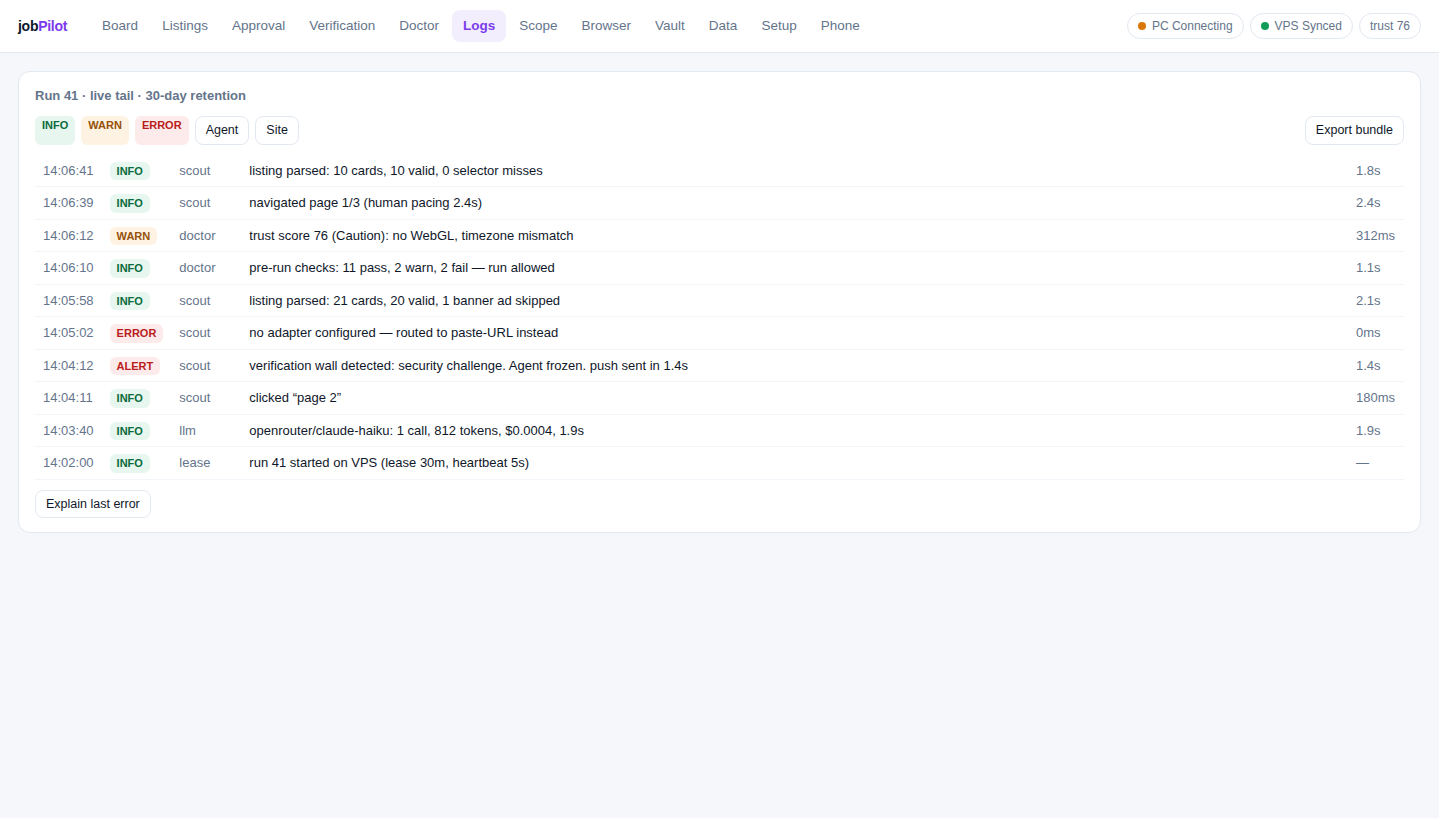 jobPilot Board Listings Approval Verification Doctor Logs Scope Browser Vault Data Setup Phone PC Connecting VPS Synced trust 76
Run 41 · live tail · 30-day retention
INFO WARN ERROR Agent Site Export bundle
14:06:41 INFO scout listing parsed: 10 cards, 10 valid, 0 selector misses 1.8s
14:06:39 INFO scout navigated page 1/3 (human pacing 2.4s) 2.4s
14:06:12 WARN doctor trust score 76 (Caution): no WebGL, timezone mismatch 312ms
14:06:10 INFO doctor pre-run checks: 11 pass, 2 warn, 2 fail — run allowed 1.1s
14:05:58 INFO scout listing parsed: 21 cards, 20 valid, 1 banner ad skipped 2.1s
14:05:02 ERROR scout no adapter configured — routed to paste-URL instead 0ms
14:04:12 ALERT scout verification wall detected: security challenge. Agent frozen. push sent in 1.4s 1.4s
14:04:11 INFO scout clicked “page 2” 180ms
14:03:40 INFO llm openrouter/claude-haiku: 1 call, 812 tokens, $0.0004, 1.9s 1.9s
14:02:00 INFO lease run 41 started on VPS (lease 30m, heartbeat 5s) —
Explain last error